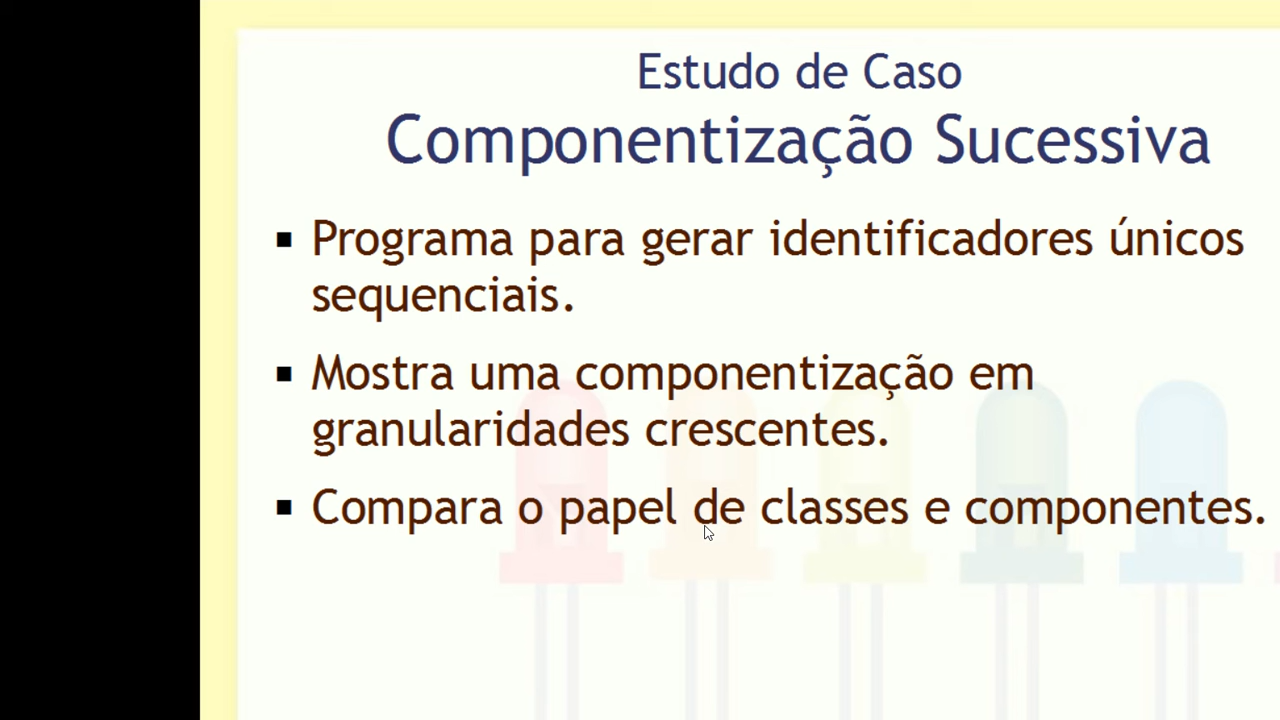 Estudo de Caso
Componentização Sucessiva
▪ Programa para gerar identificadores únicos
sequenciais.
▪ Mostra uma componentização em
granularidades crescentes.
▪ Compara o papel de classes e componentes.